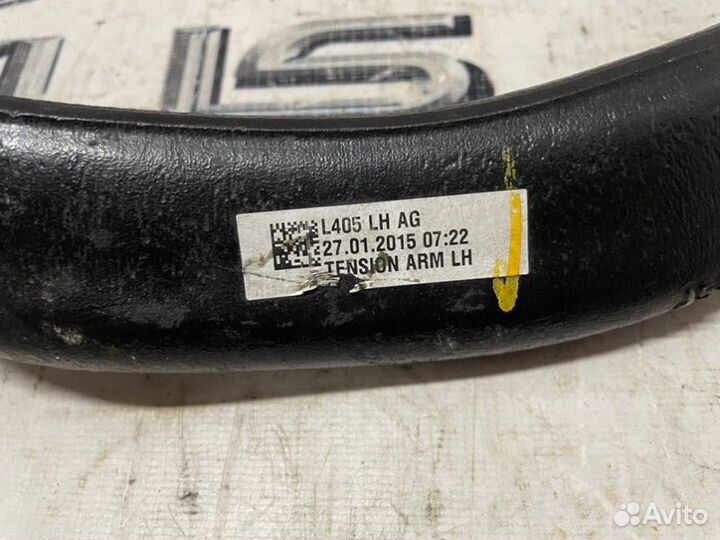 L405 LH AG
27.01.2015 07:22
TENSION ARM LH
Avito